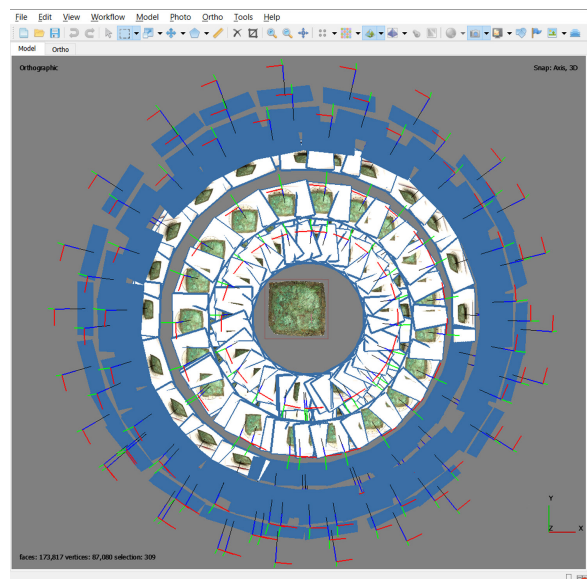 File Edit View Workflow Model Photo Ortho Tools Help
Model Ortho
Orthographic
Snap: Axis, 3D
Y
Z X
faces: 173,817 vertices: 87,080 selection: 309